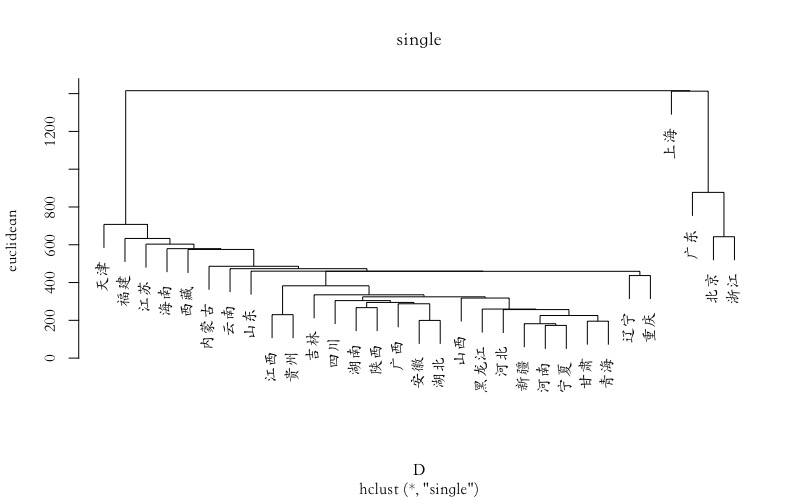 single
euclidean
1200
800
600
400
200
0
天津
福建
江苏
海南
西藏
内蒙古
云南
山东
江西
贵州
吉林
四川
湖南
陕西
广西
安徽
湖北
山西
黑龙江
河北
新疆
河南
宁夏
甘肃
青海
辽宁
重庆
上海
广东
北京
浙江
D
hclust (*, "single")